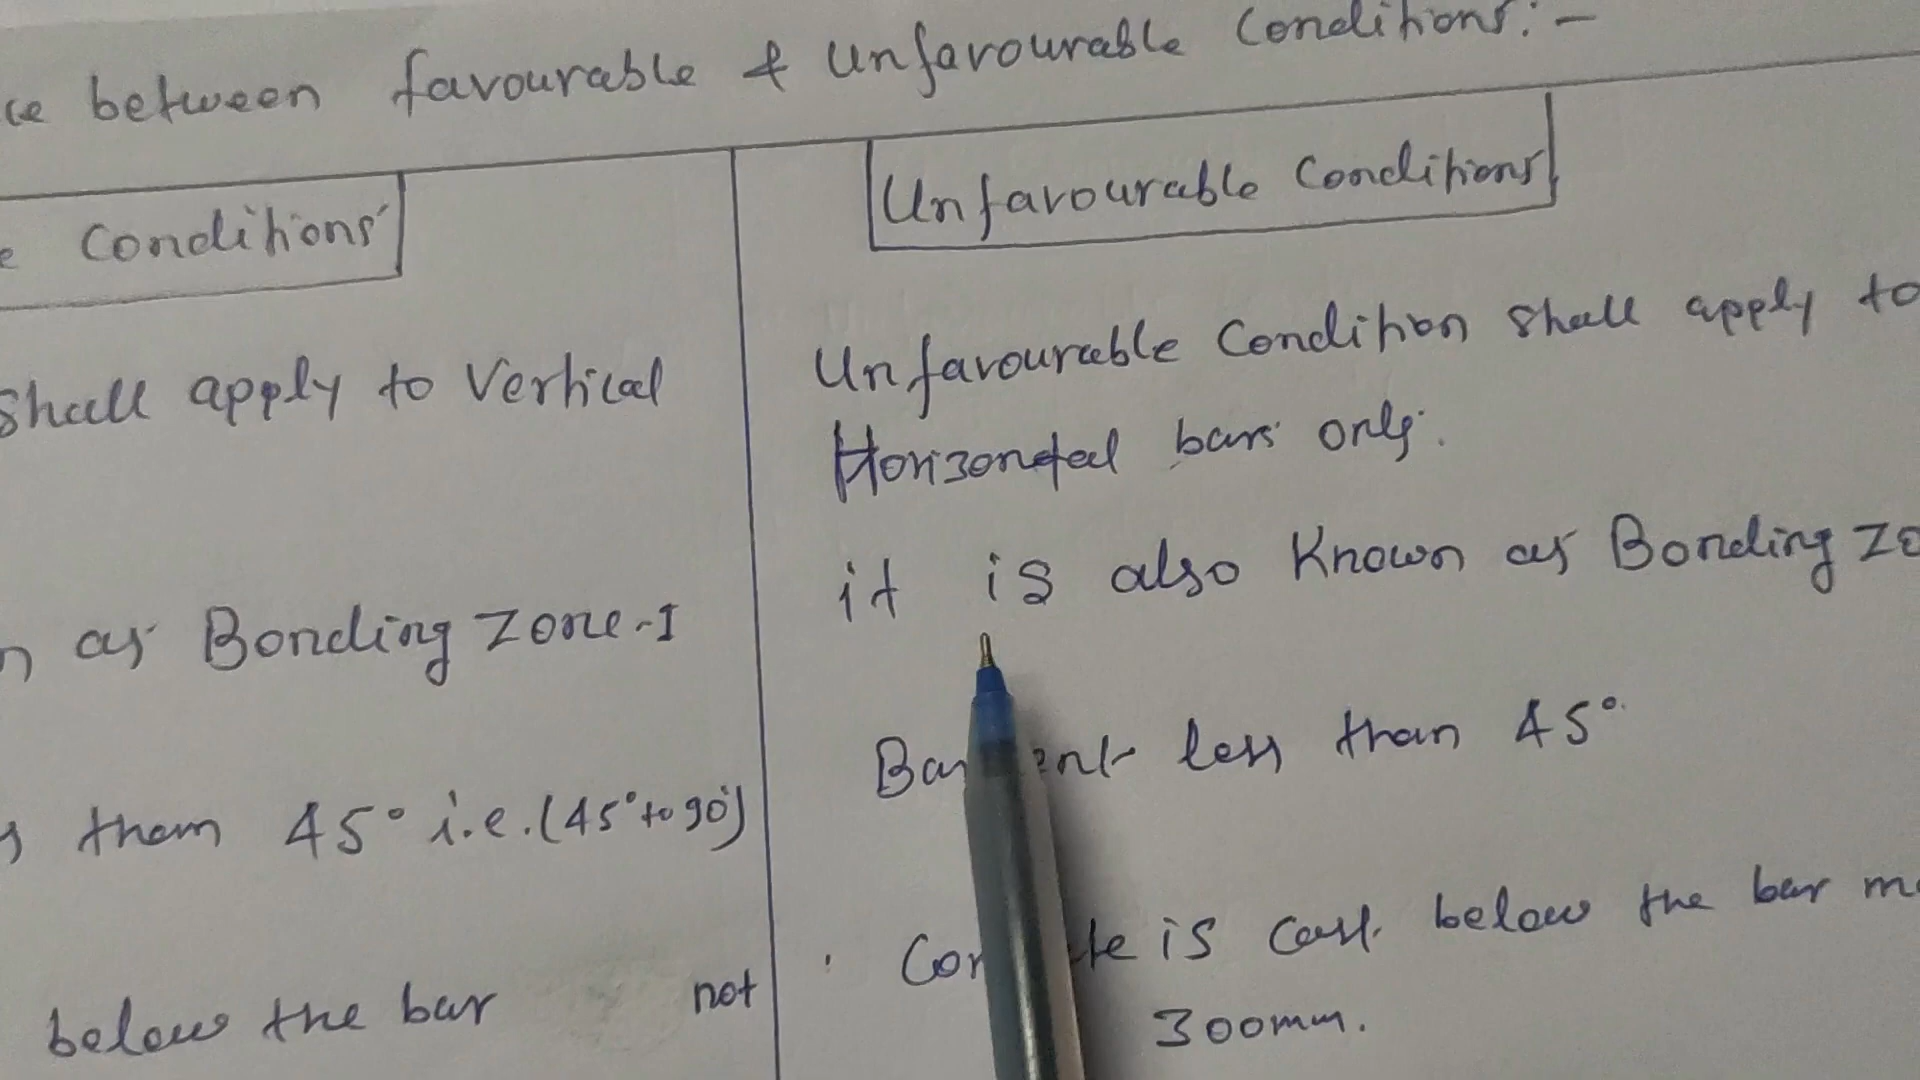 between favourable & Unfavourable Conditions:-
Conditions
shall apply to Vertical
as Bonding Zone-I
than 45° i.e. (45° to 90°)
below the bar not
Unfavourable Conditions
Unfavourable Condition shall apply to
Horizontal bars only.
it is also Known as Bonding
less than 45°
is Cast below the bar
300mm.